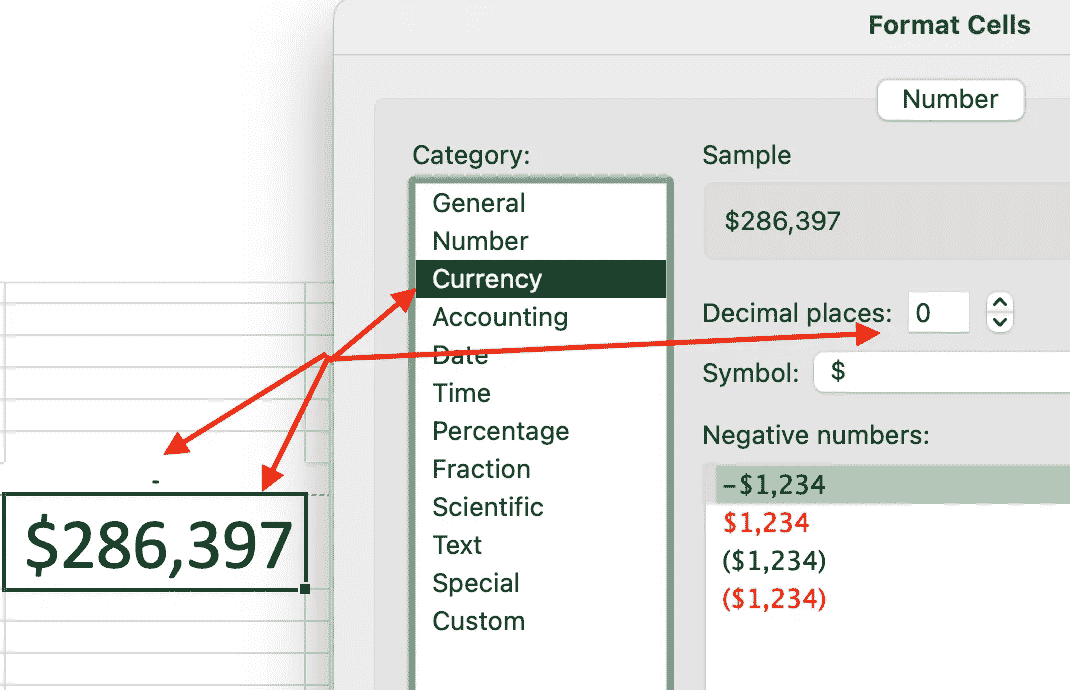 Format Cells
Number
Category:
General
Number
Currency
Accounting
Date
Time
Percentage
Fraction
Scientific
Text
Special
Custom
Sample
$286,397
Decimal places: 0
Symbol: $
Negative numbers:
-$1,234
$1,234
($1,234)
($1,234)
-
$286,397